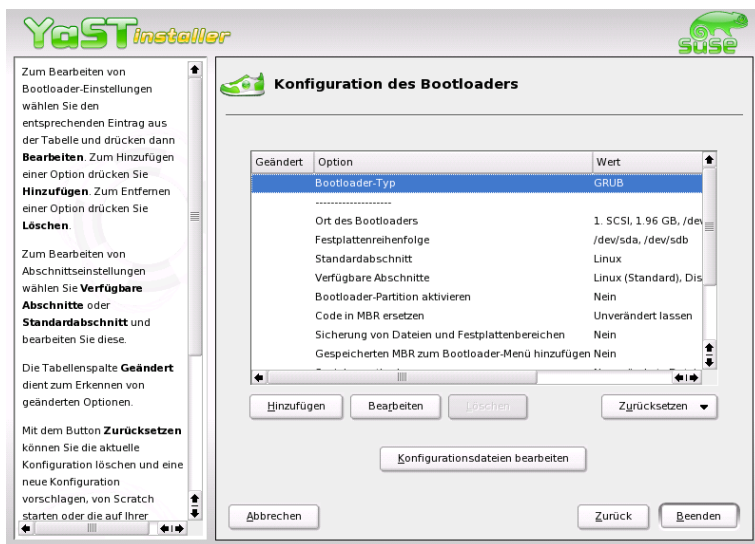 YaST installer
suse
Zum Bearbeiten von
Bootloader-Einstellungen
wählen Sie den
entsprechenden Eintrag aus
der Tabelle und drücken dann
Bearbeiten. Zum Hinzufügen
einer Option drücken Sie
Hinzufügen. Zum Entfernen
einer Option drücken Sie
Löschen.
Zum Bearbeiten von
Abschnittseinstellungen
wählen Sie Verfügbare
Abschnitte oder
Standardabschnitt und
bearbeiten Sie diese.
Die Tabellenspalte Geändert
dient zum Erkennen von
geänderten Optionen.
Mit dem Button Zurücksetzen
können Sie die aktuelle
Konfiguration löschen und eine
neue Konfiguration
vorschlagen, von Scratch
starten oder die auf Ihrer
Konfiguration des Bootloaders
Geändert Option Wert
Bootloader-Typ GRUB
--------------------
Ort des Bootloaders 1. SCSI, 1.96 GB, /dev
Festplattenreihenfolge /dev/sda, /dev/sdb
Standardabschnitt Linux
Verfügbare Abschnitte Linux (Standard), Dis
Bootloader-Partition aktivieren Nein
Code in MBR ersetzen Unverändert lassen
Sicherung von Dateien und Festplattenbereichen Nein
Gespeicherten MBR zum Bootloader-Menü hinzufügen Nein
Hinzufügen Bearbeiten Löschen Zurücksetzen
Konfigurationsdateien bearbeiten
Abbrechen Zurück Beenden